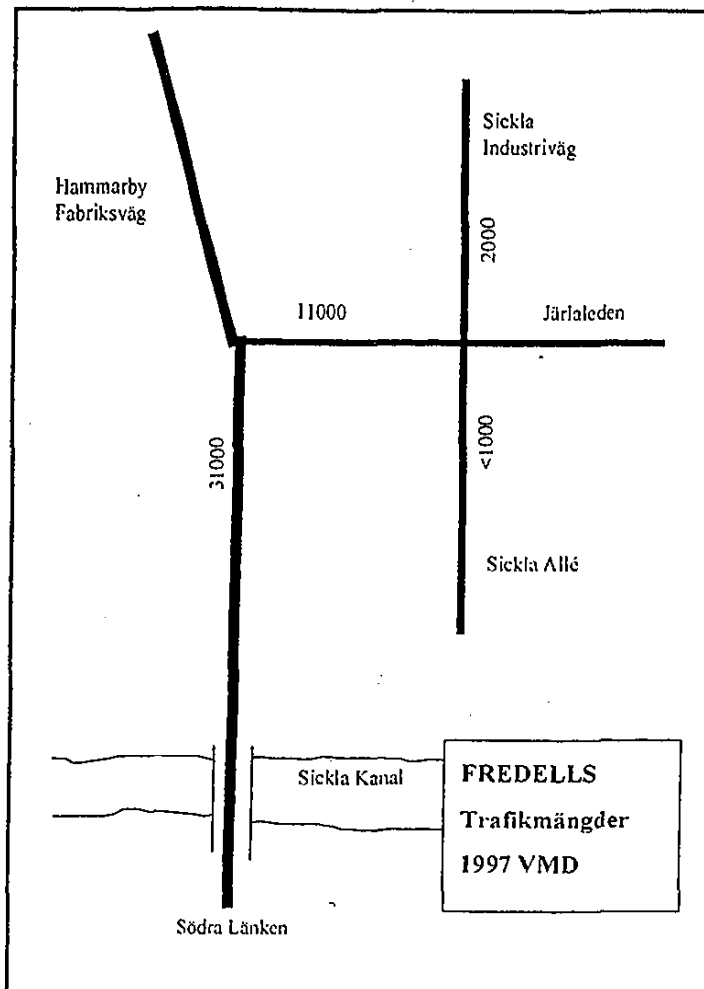 Sickla
Industriväg
Hammarby
Fabriksväg
2000
11000
Järlaleden
31000
<1000
Sickla Allé
Sickla Kanal
FREDELLS
Trafikmängder
1997 VMD
Södra Länken